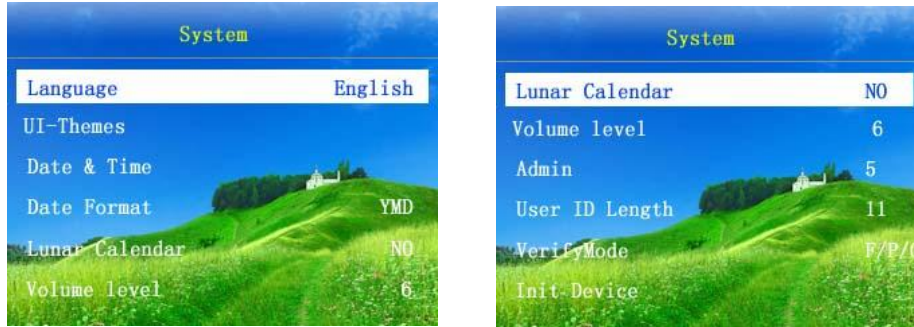 System
Language English
UI-Themes
Date & Time
Date Format YMD
Lunar Calendar NO
Volume level 6
System
Lunar Calendar NO
Volume level 6
Admin 5
User ID Length 11
VerifyMode F/P/
Init Device